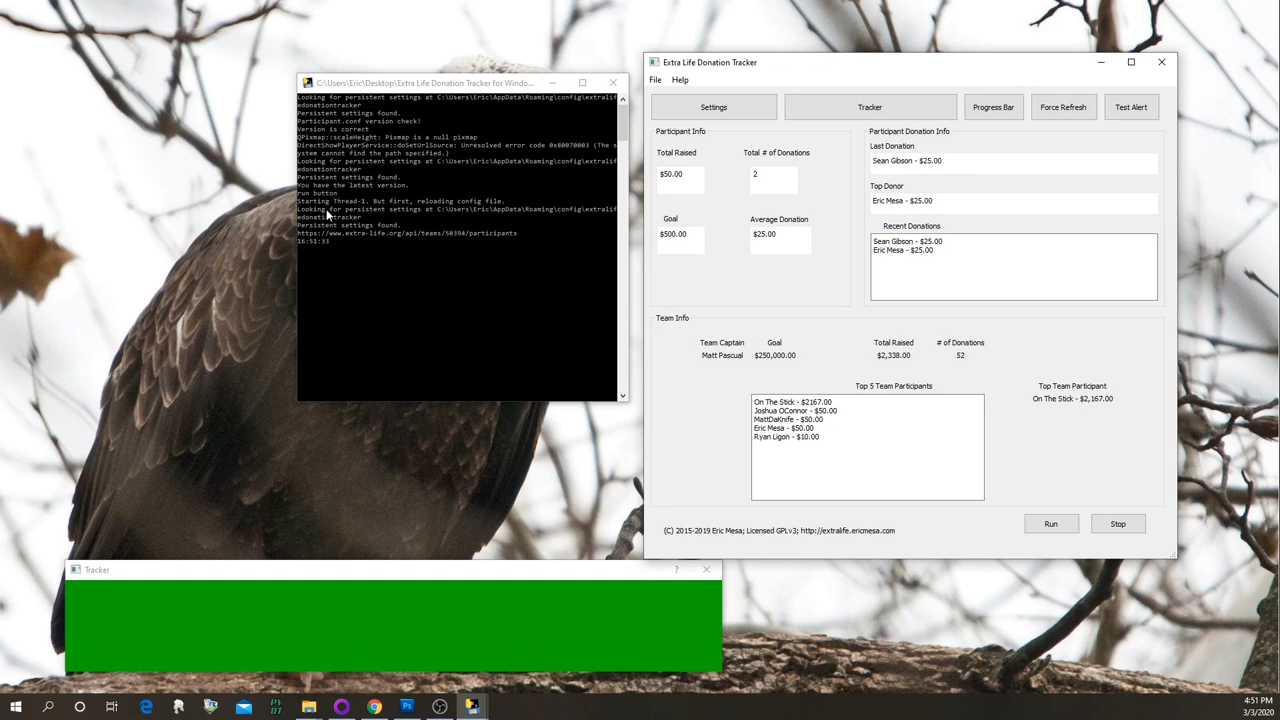 C:\Users\Eric\Desktop\Extra Life Donation Tracker for Windo...
Looking for persistent settings at C:\Users\Eric\AppData\Roaming\config\extralif
edonationtracker
Persistent settings found.
Participant.conf version check!
Version is correct
QPixmap::scaleHeight: Pixmap is a null pixmap
DirectShowPlayerService::doSetUrlSource: Unresolved error code 0x80070003 (The s
ystem cannot find the path specified.)
Looking for persistent settings at C:\Users\Eric\AppData\Roaming\config\extralif
edonationtracker
Persistent settings found.
You have the latest version.
run button
Starting Thread-1. But first, reloading config file.
Looking for persistent settings at C:\Users\Eric\AppData\Roaming\config\extralif
edonationtracker
Persistent settings found.
https://www.extra-life.org/api/teams/50394/participants
16:51:33
Extra Life Donation Tracker
File Help
Settings Tracker Progress Bar Force Refresh Test Alert
Participant Info
Total Raised Total # of Donations
$50.00 2
Goal Average Donation
$500.00 $25.00
Participant Donation Info
Last Donation
Sean Gibson - $25.00
Top Donor
Eric Mesa - $25.00
Recent Donations
Sean Gibson - $25.00
Eric Mesa - $25.00
Team Info
Team Captain Goal Total Raised # of Donations
Matt Pascual $250,000.00 $2,338.00 52
Top 5 Team Participants
On The Stick - $2167.00
Joshua OConnor - $50.00
MattDaKnife - $50.00
Eric Mesa - $50.00
Ryan Ligon - $10.00
Top Team Participant
On The Stick - $2,167.00
(C) 2015-2019 Eric Mesa; Licensed GPLv3; http://extralife.ericmesa.com
Run Stop
Tracker
PY
4:51 PM
3/3/2020